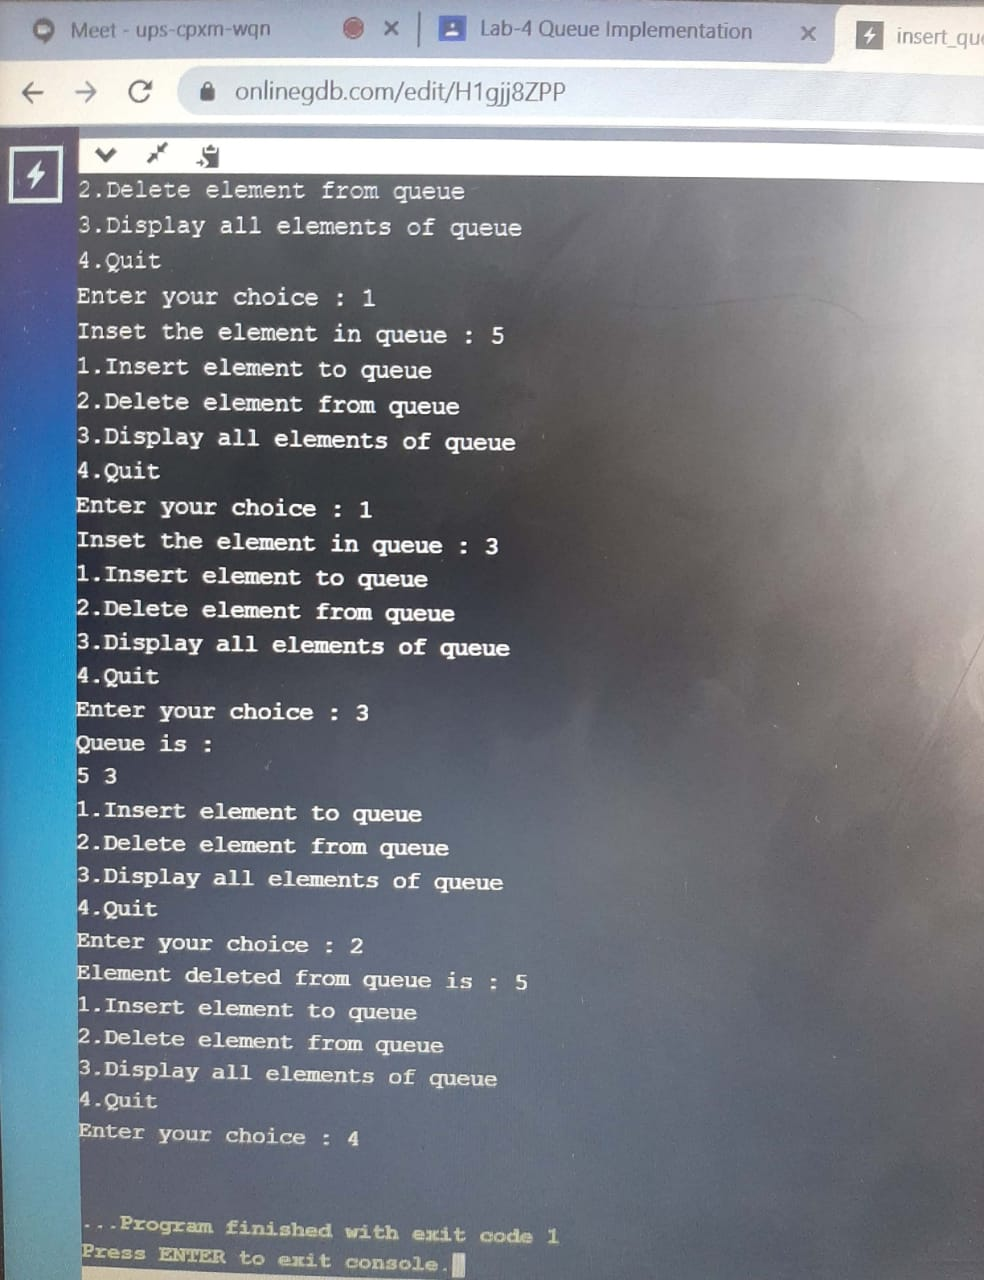 Meet - ups-cpxm-wqn
Lab-4 Queue Implementation
insert_que
onlinegdb.com/edit/H1gjj8ZPP
2.Delete element from queue
3.Display all elements of queue
4.Quit
Enter your choice : 1
Inset the element in queue : 5
1.Insert element to queue
2.Delete element from queue
3.Display all elements of queue
4.Quit
Enter your choice : 1
Inset the element in queue : 3
1.Insert element to queue
2.Delete element from queue
3.Display all elements of queue
4.Quit
Enter your choice : 3
Queue is :
5 3
1.Insert element to queue
2.Delete element from queue
3.Display all elements of queue
4.Quit
Enter your choice : 2
Element deleted from queue is : 5
1.Insert element to queue
2.Delete element from queue
3.Display all elements of queue
4.Quit
Enter your choice : 4
...Program finished with exit code 1
Press ENTER to exit console.